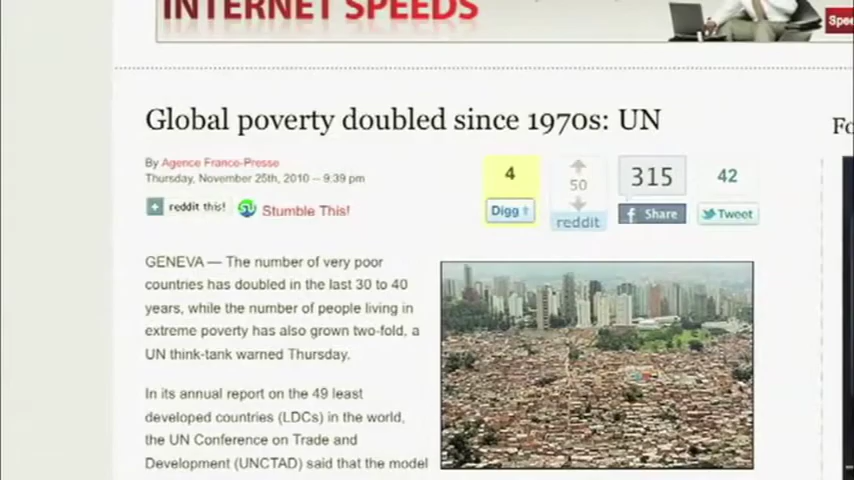 INTERNET SPEEDS
Spee
Global poverty doubled since 1970s: UN
Fo
By Agence France-Presse
Thursday, November 25th, 2010 -- 9:39 pm
reddit this! Stumble This!
4
Digg
50
reddit
315
Share
42
Tweet
GENEVA — The number of very poor
countries has doubled in the last 30 to 40
years, while the number of people living in
extreme poverty has also grown two-fold, a
UN think-tank warned Thursday.
In its annual report on the 49 least
developed countries (LDCs) in the world,
the UN Conference on Trade and
Development (UNCTAD) said that the model